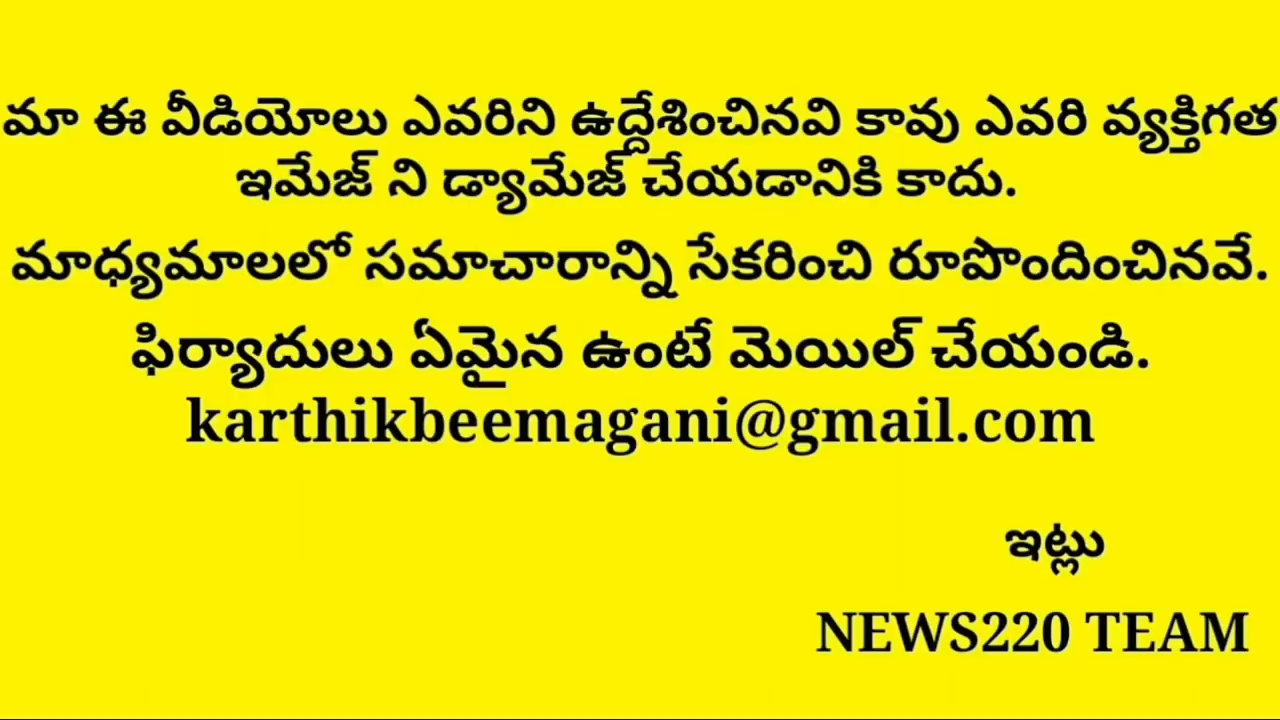 మా ఈ వీడియోలు ఎవరిని ఉద్దేశించినవి కావు ఎవరి వ్యక్తిగత
ఇమేజ్ ని డ్యామేజ్ చేయడానికి కాదు.
మాధ్యమాలలో సమాచారాన్ని సేకరించి రూపొందించినవే.
ఫిర్యాదులు ఏమైన ఉంటే మెయిల్ చేయండి.
karthikbeemagani@gmail.com
ఇట్లు
NEWS220 TEAM